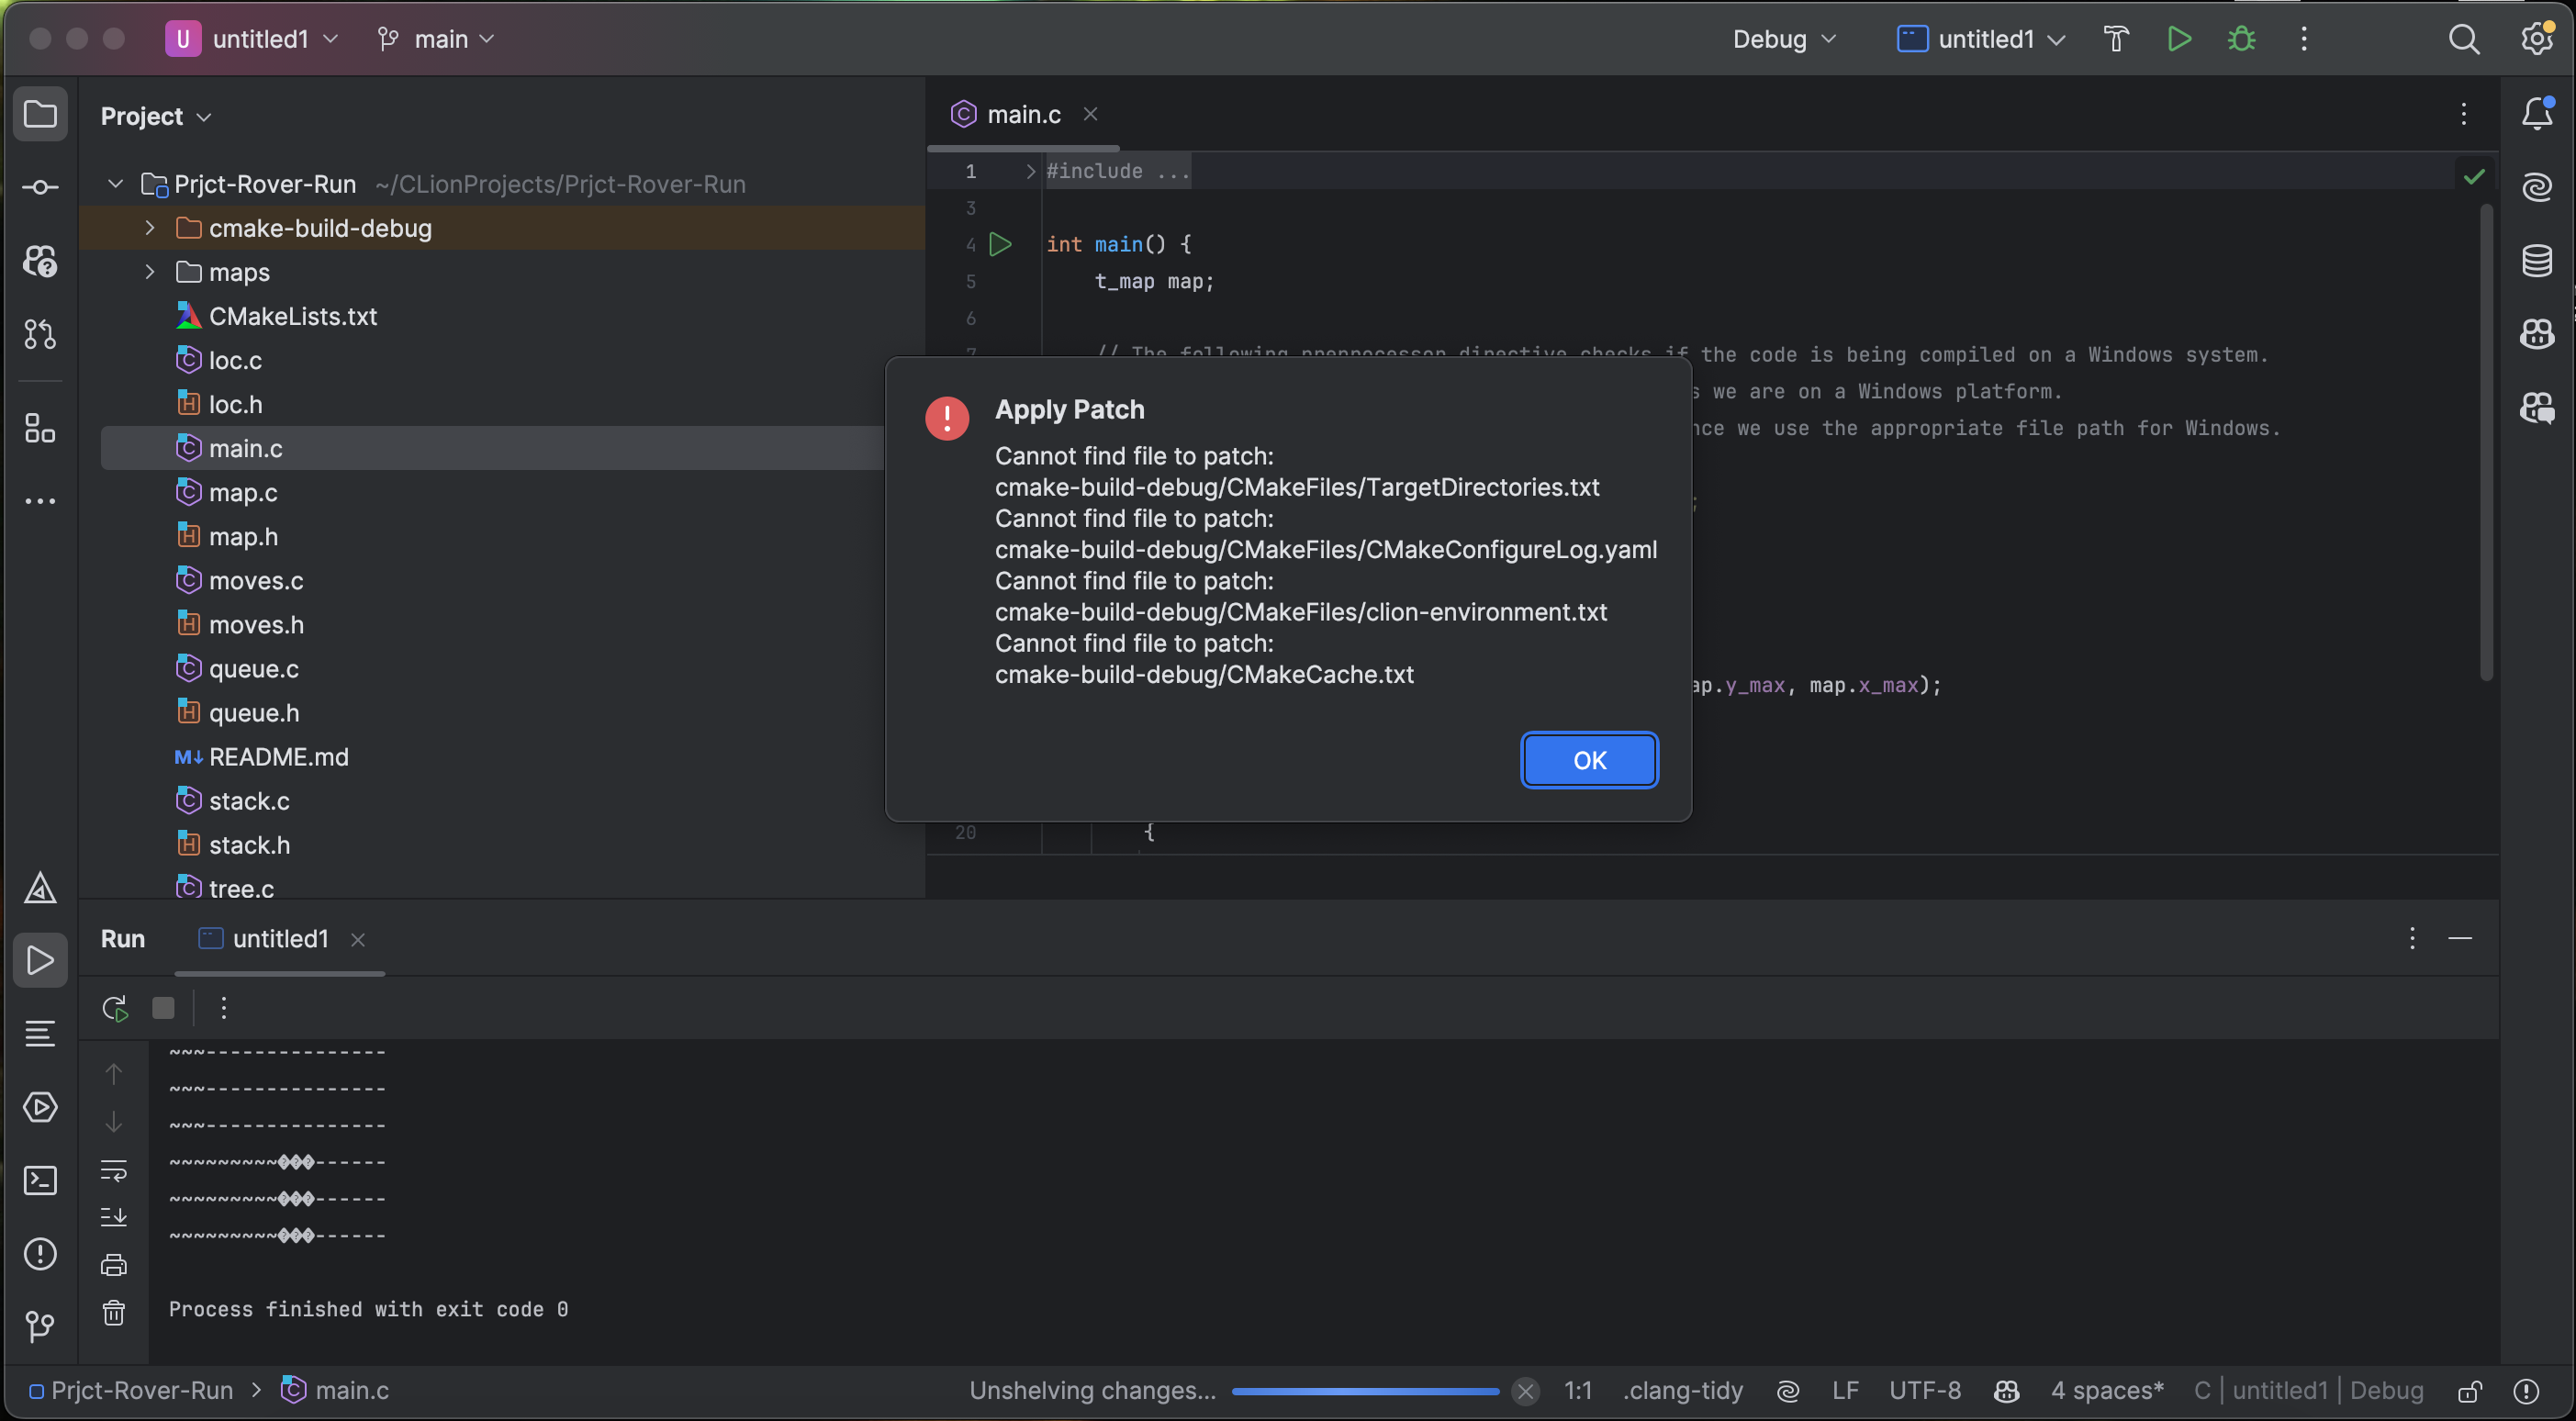 U untitled1 main Debug untitled1
Project
main.c
Prjct-Rover-Run ~/CLionProjects/Prjct-Rover-Run
cmake-build-debug
maps
CMakeLists.txt
loc.c
loc.h
main.c
map.c
map.h
moves.c
moves.h
queue.c
queue.h
README.md
stack.c
stack.h
tree.c
1 #include ...
3
4 int main() {
5 t_map map;
6
7 // The following preprocessor directive checks if the code is being compiled on a Windows system.
s we are on a Windows platform.
nce we use the appropriate file path for Windows.
;
ap.y_max, map.x_max);
20 {
Apply Patch
Cannot find file to patch:
cmake-build-debug/CMakeFiles/TargetDirectories.txt
Cannot find file to patch:
cmake-build-debug/CMakeFiles/CMakeConfigureLog.yaml
Cannot find file to patch:
cmake-build-debug/CMakeFiles/clion-environment.txt
Cannot find file to patch:
cmake-build-debug/CMakeCache.txt
OK
Run untitled1
~~~---------------
~~~---------------
~~~---------------
~~~~~~~~~���------
~~~~~~~~~���------
~~~~~~~~~���------
Process finished with exit code 0
Prjct-Rover-Run > main.c Unshelving changes... 1:1 .clang-tidy LF UTF-8 4 spaces* C | untitled1 | Debug